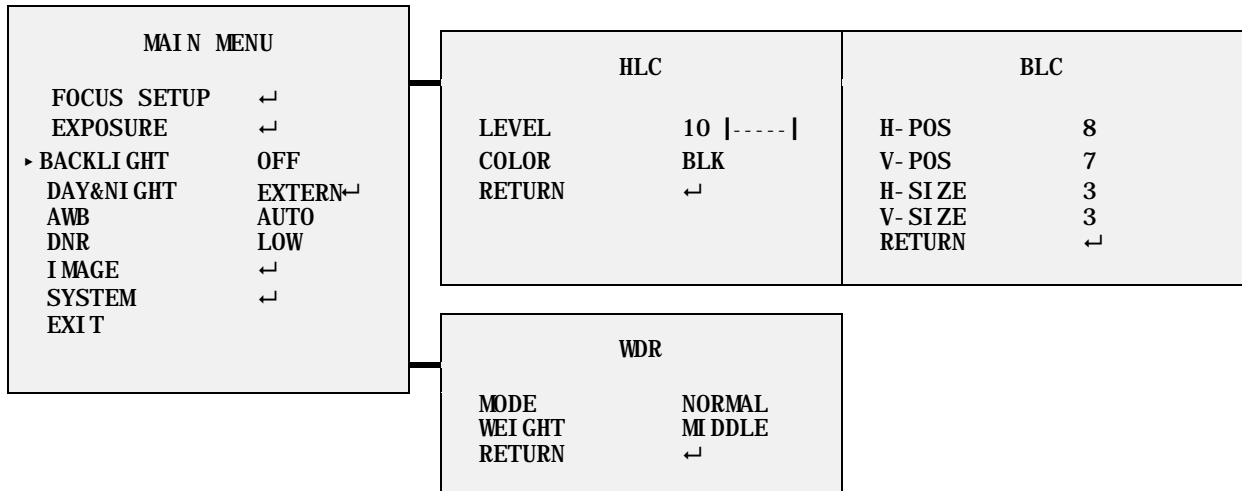 MAIN MENU
FOCUS SETUP ↵
EXPOSURE ↵
▸ BACKLIGHT OFF
DAY&NIGHT EXTERN↵
AWB AUTO
DNR LOW
IMAGE ↵
SYSTEM ↵
EXIT
HLC
LEVEL 10 |-----|
COLOR BLK
RETURN ↵
BLC
H-POS 8
V-POS 7
H-SIZE 3
V-SIZE 3
RETURN ↵
WDR
MODE NORMAL
WEIGHT MIDDLE
RETURN ↵